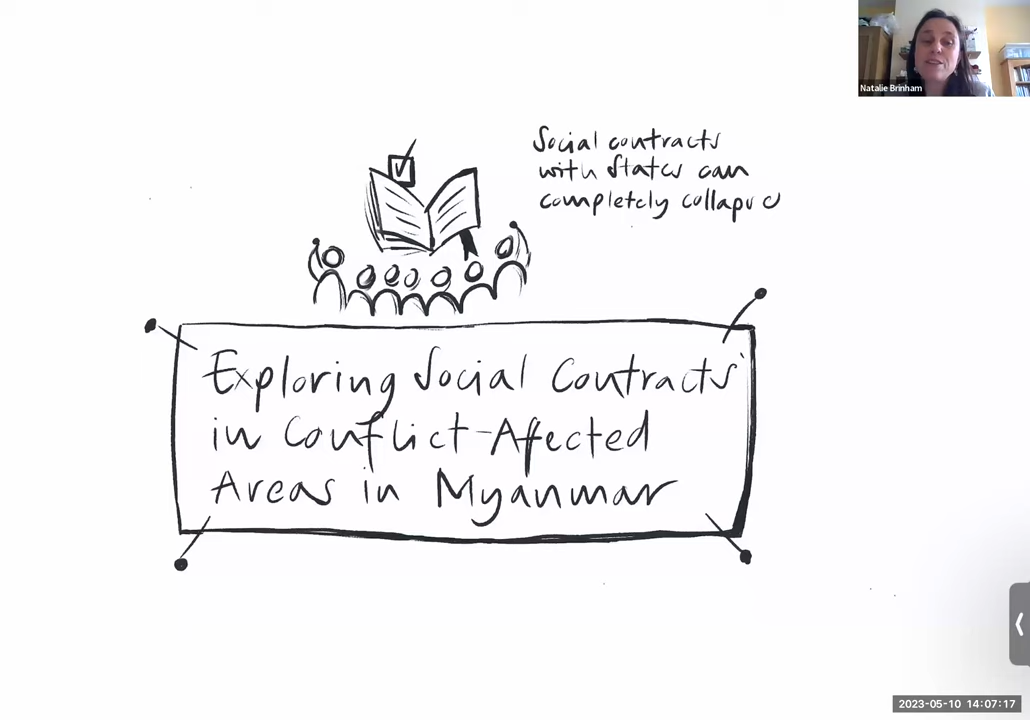 Natalie Brinham
Social contracts
with States can
completely collapse
Exploring Social Contracts
in Conflict-Affected
Areas in Myanmar
2023-05-10 14:07:17